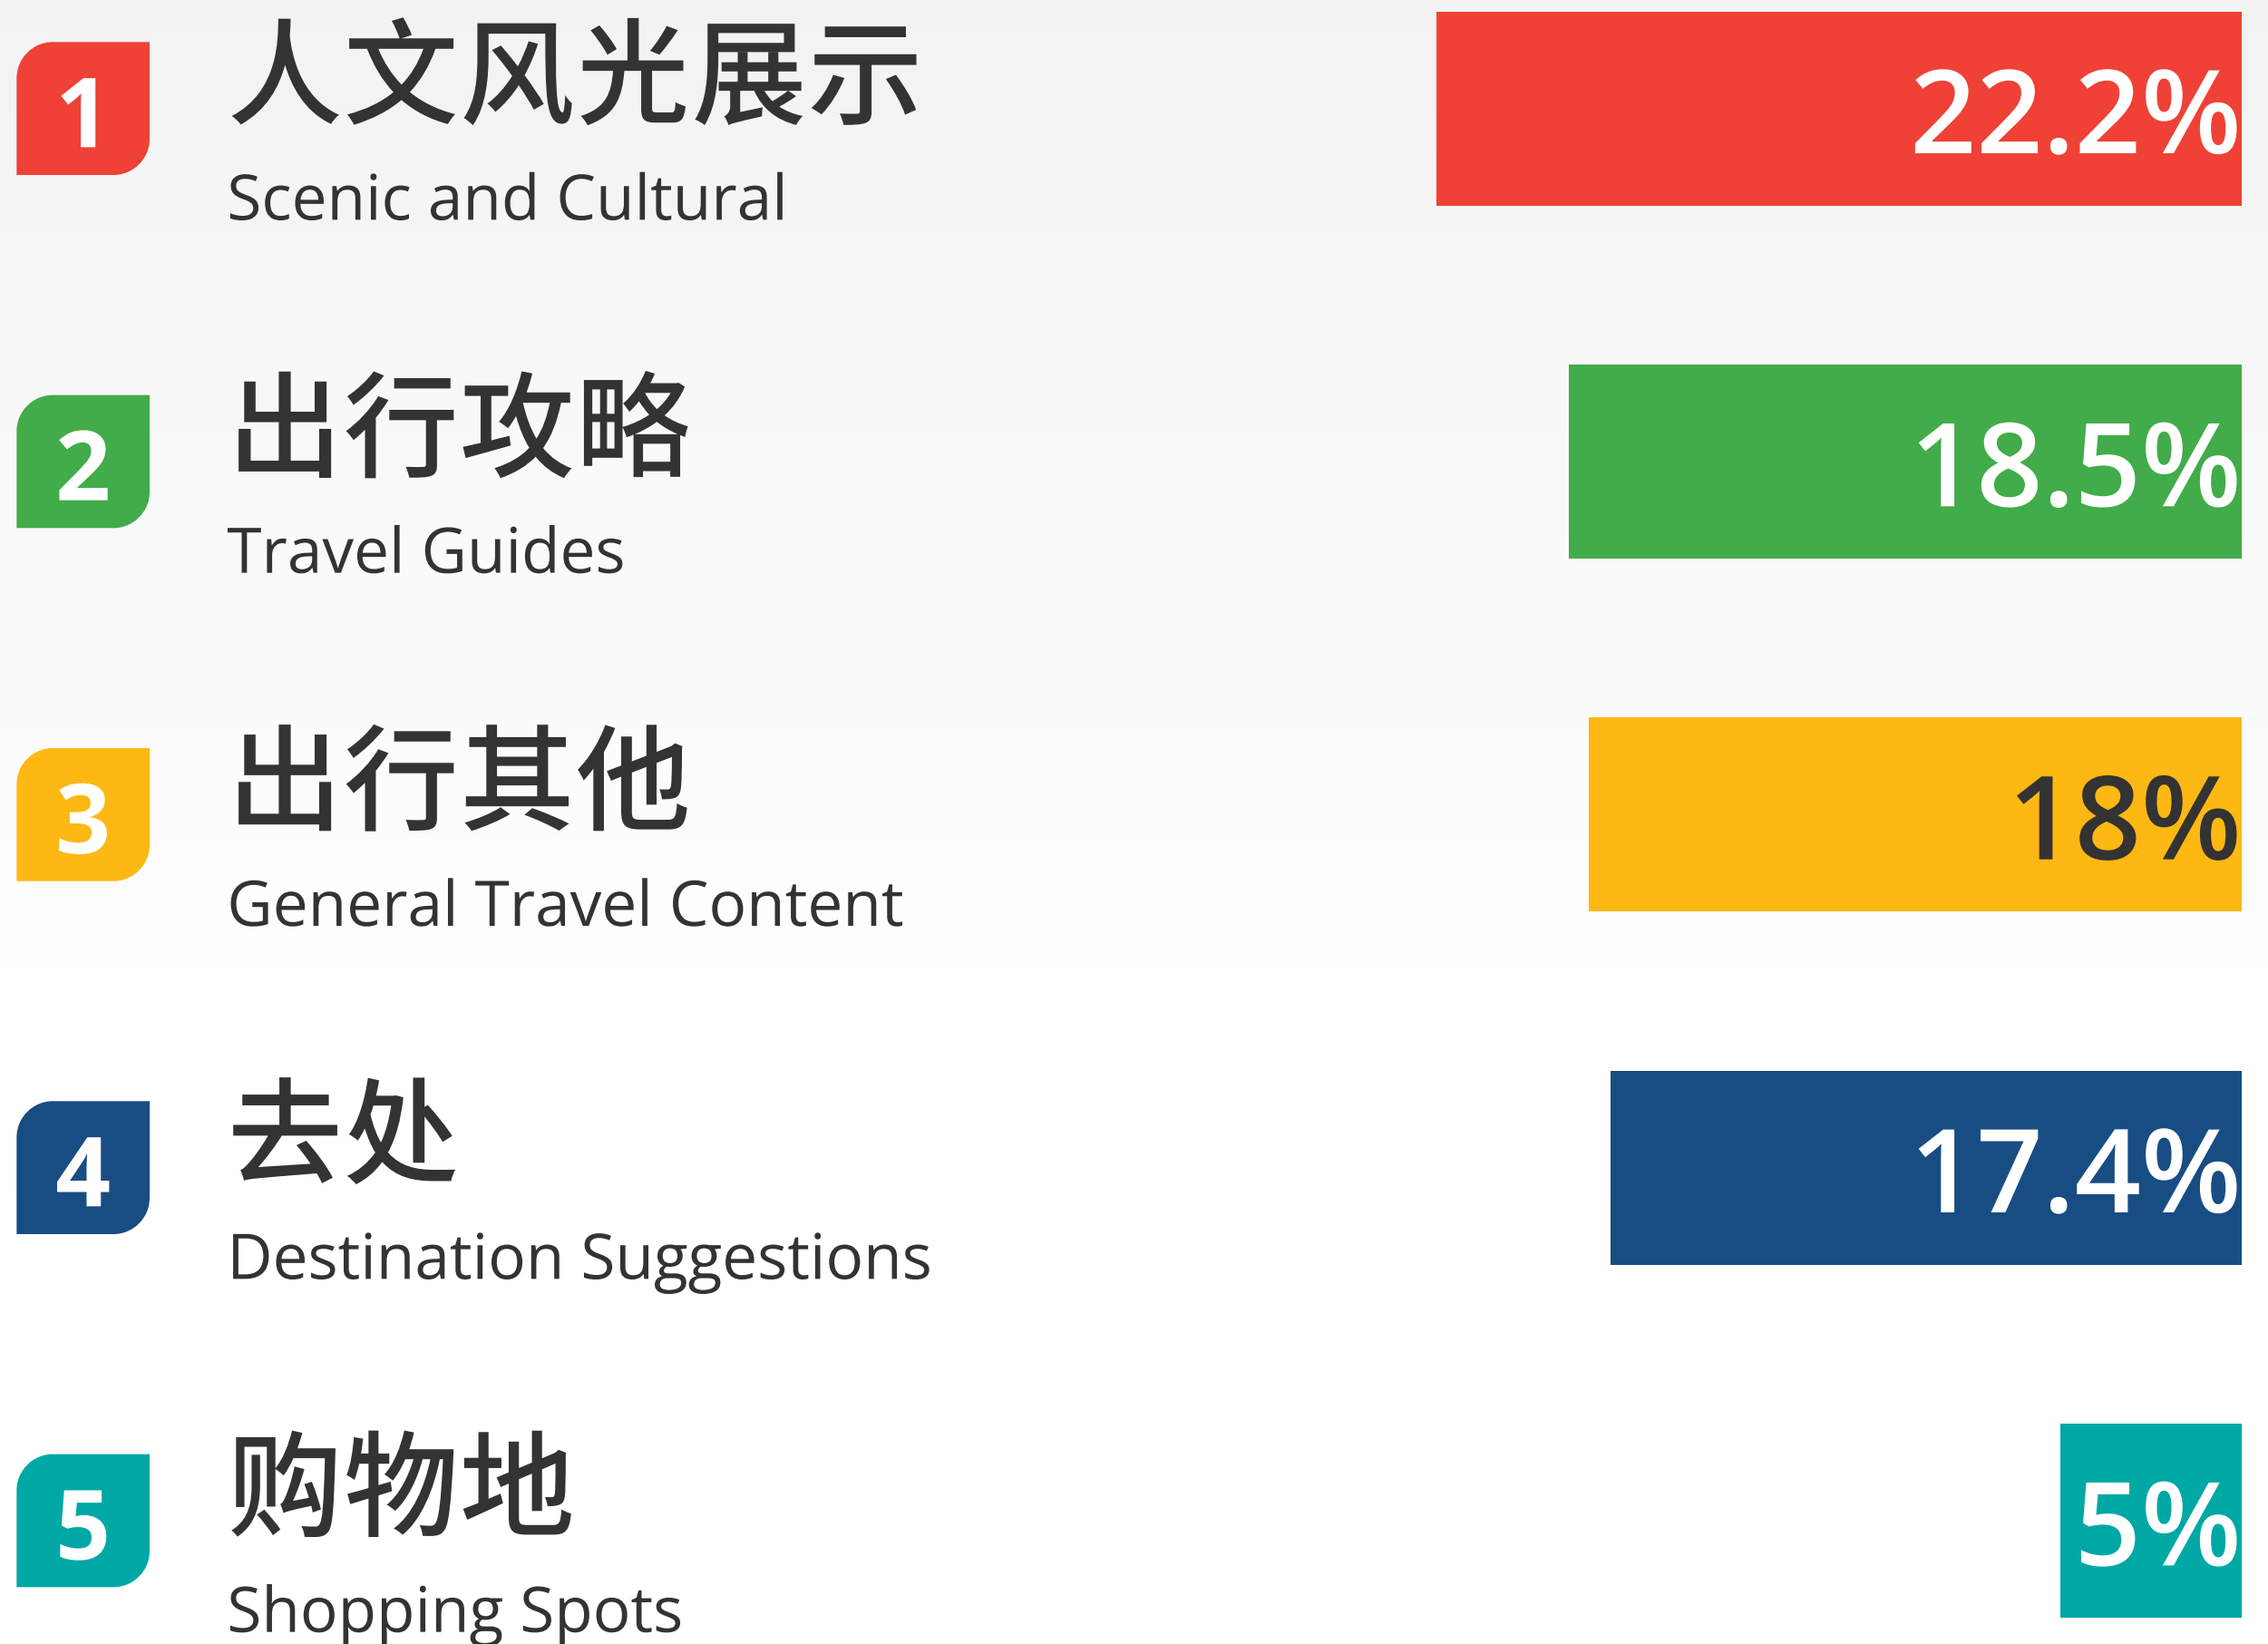 1
人文风光展示
22.2%
Scenic and Cultural
2
出行攻略
18.5%
Travel Guides
3
出行其他
18%
General Travel Content
4
去处
17.4%
Destination Suggestions
5
购物地
5%
Shopping Spots